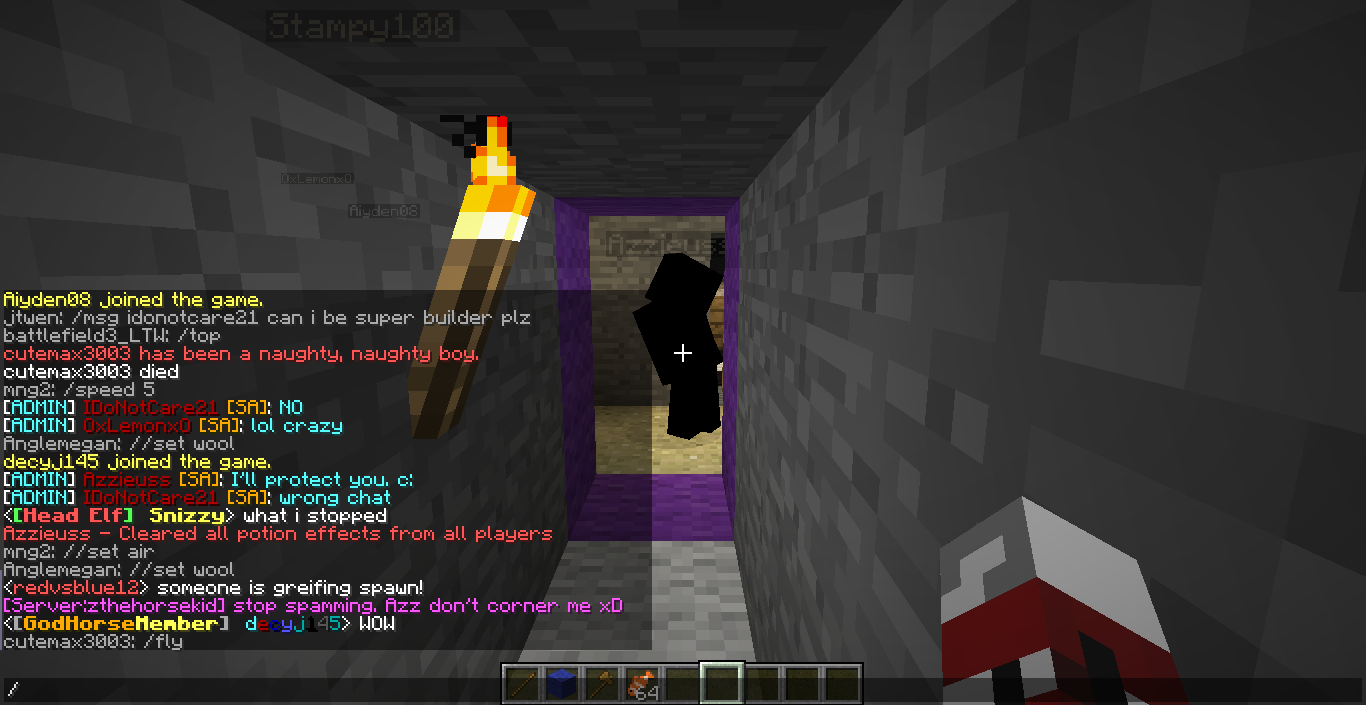 Stampy100
0xLemonx0
Aiyden08
Azzieuss
Aiyden08 joined the game.
jtwen: /msg idonotcare21 can i be super builder plz
battlefield3_LTW: /top
cutemax3003 has been a naughty, naughty boy.
cutemax3003 died
mng2: /speed 5
[ADMIN] IDoNotCare21 [SA]: NO
[ADMIN] 0xLemonx0 [SA]: lol crazy
Anglemegan: //set wool
decyj145 joined the game.
[ADMIN] Azzieuss [SA]: I'll protect you. c:
[ADMIN] IDoNotCare21 [SA]: wrong chat
<[Head Elf] Snizzy> what i stopped
Azzieuss - Cleared all potion effects from all players
mng2: //set air
Anglemegan: //set wool
<redvsblue12> someone is greifing spawn!
[Server:zthehorsekid] stop spamming. Azz don't corner me xD
<[GodHorseMember] decyj145> WOW
cutemax3003: /fly
64
/